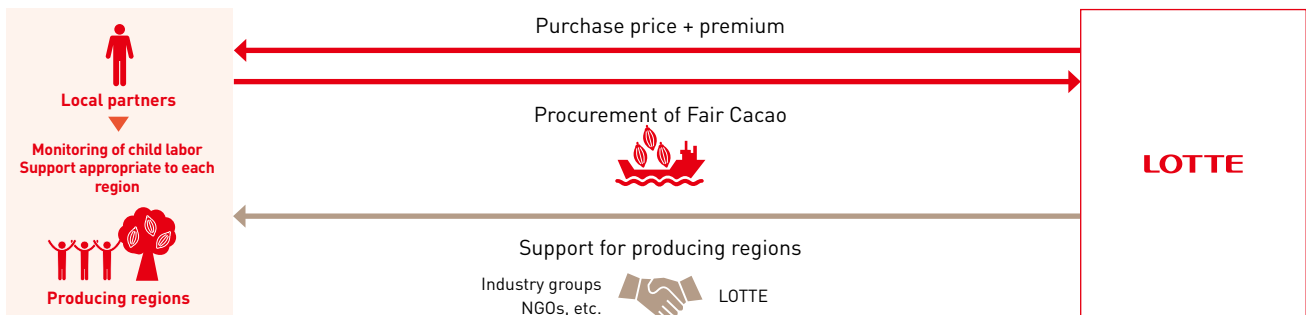 Purchase price + premium
Local partners
Monitoring of child labor
Support appropriate to each
region
Producing regions
Procurement of Fair Cacao
Support for producing regions
Industry groups
NGOs, etc.
LOTTE
LOTTE